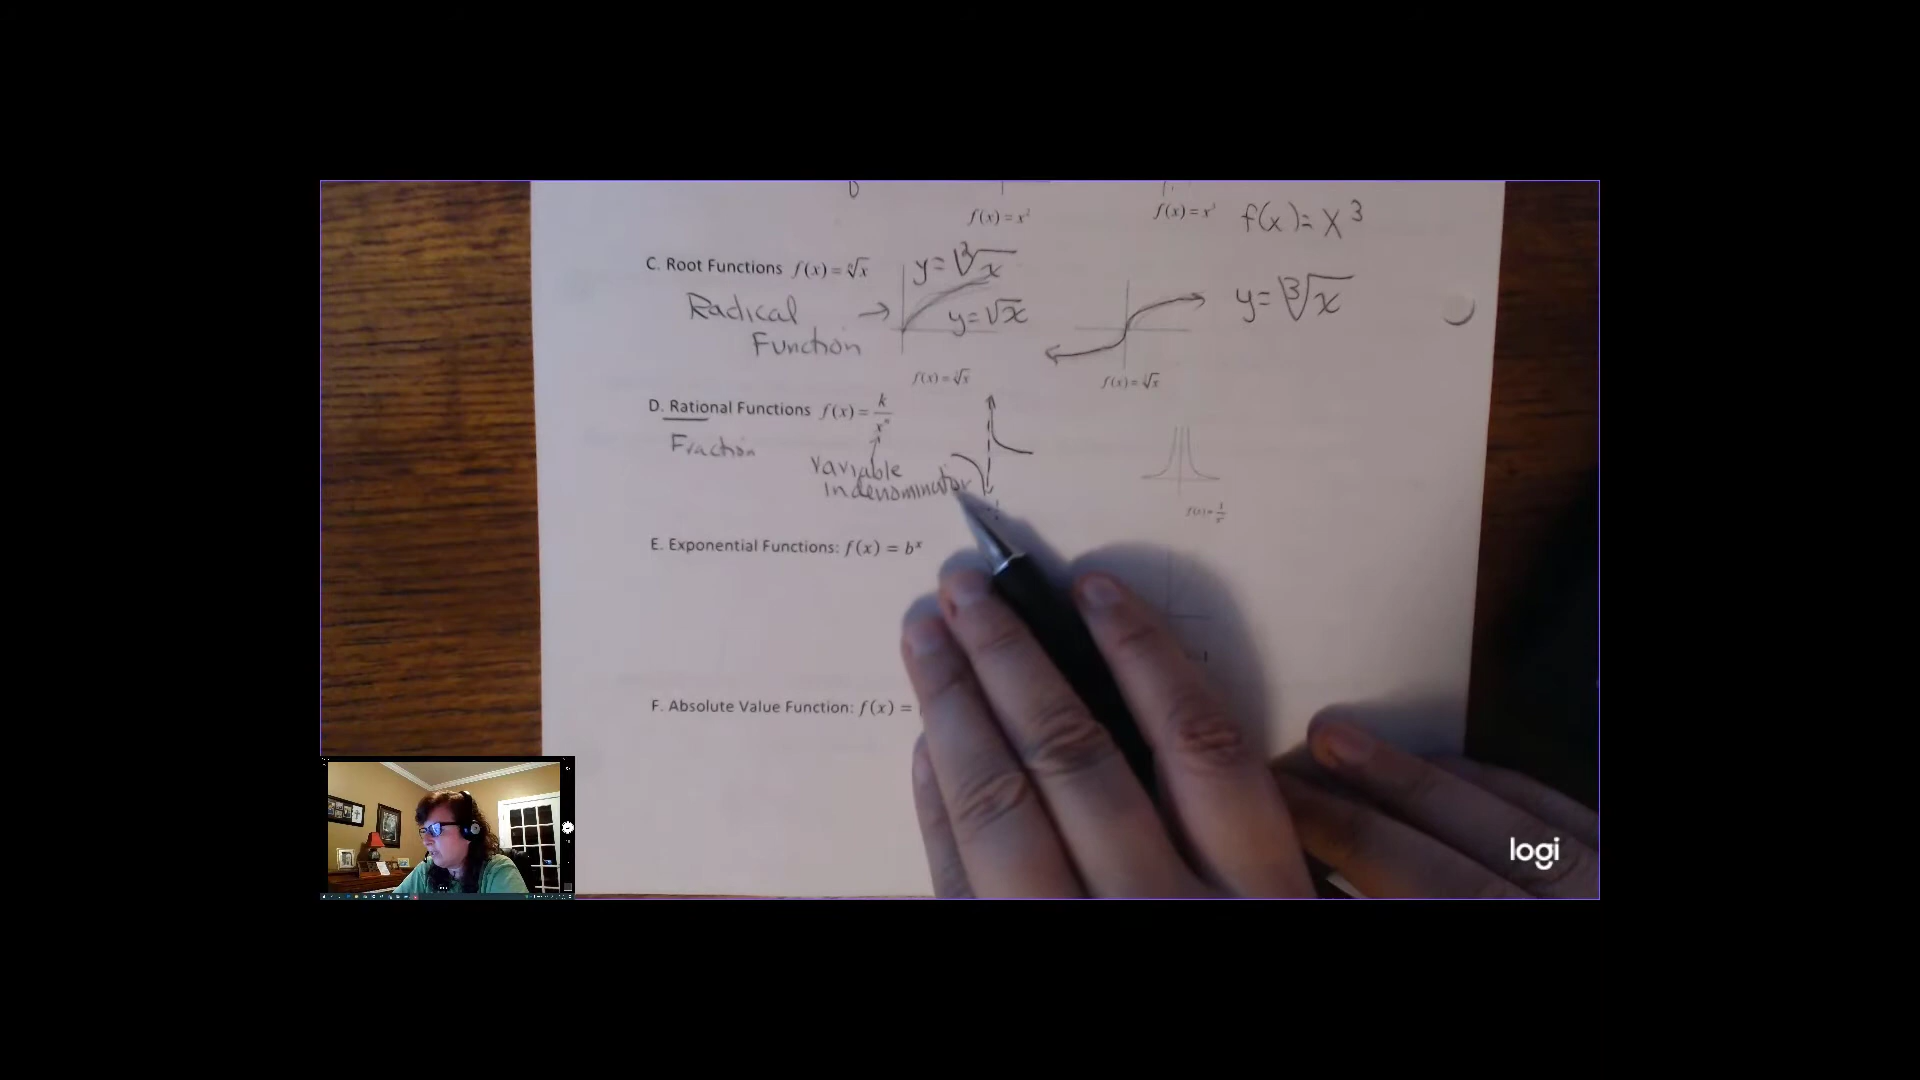 f(x) = x²
f(x) = x³
f(x) = x³
C. Root Functions f(x) = ⁿ√x
y = ³√x
Radical
Function
→
y = √x
y = ³√x
f(x) = √x
f(x) = ³√x
D. Rational Functions f(x) = k/xⁿ
Fraction
Variable
in denominator
E. Exponential Functions: f(x) = bˣ
F. Absolute Value Function: f(x) =
logi